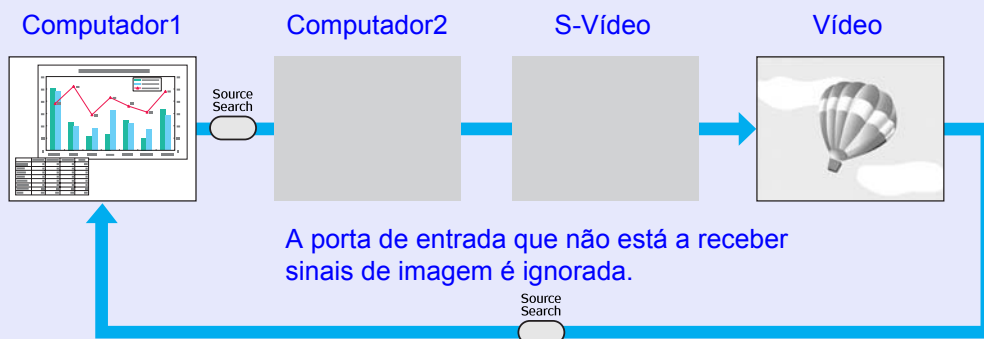 Computador1
Computador2
S-Vídeo
Vídeo
Source
Search
A porta de entrada que não está a receber
sinais de imagem é ignorada.
Source
Search